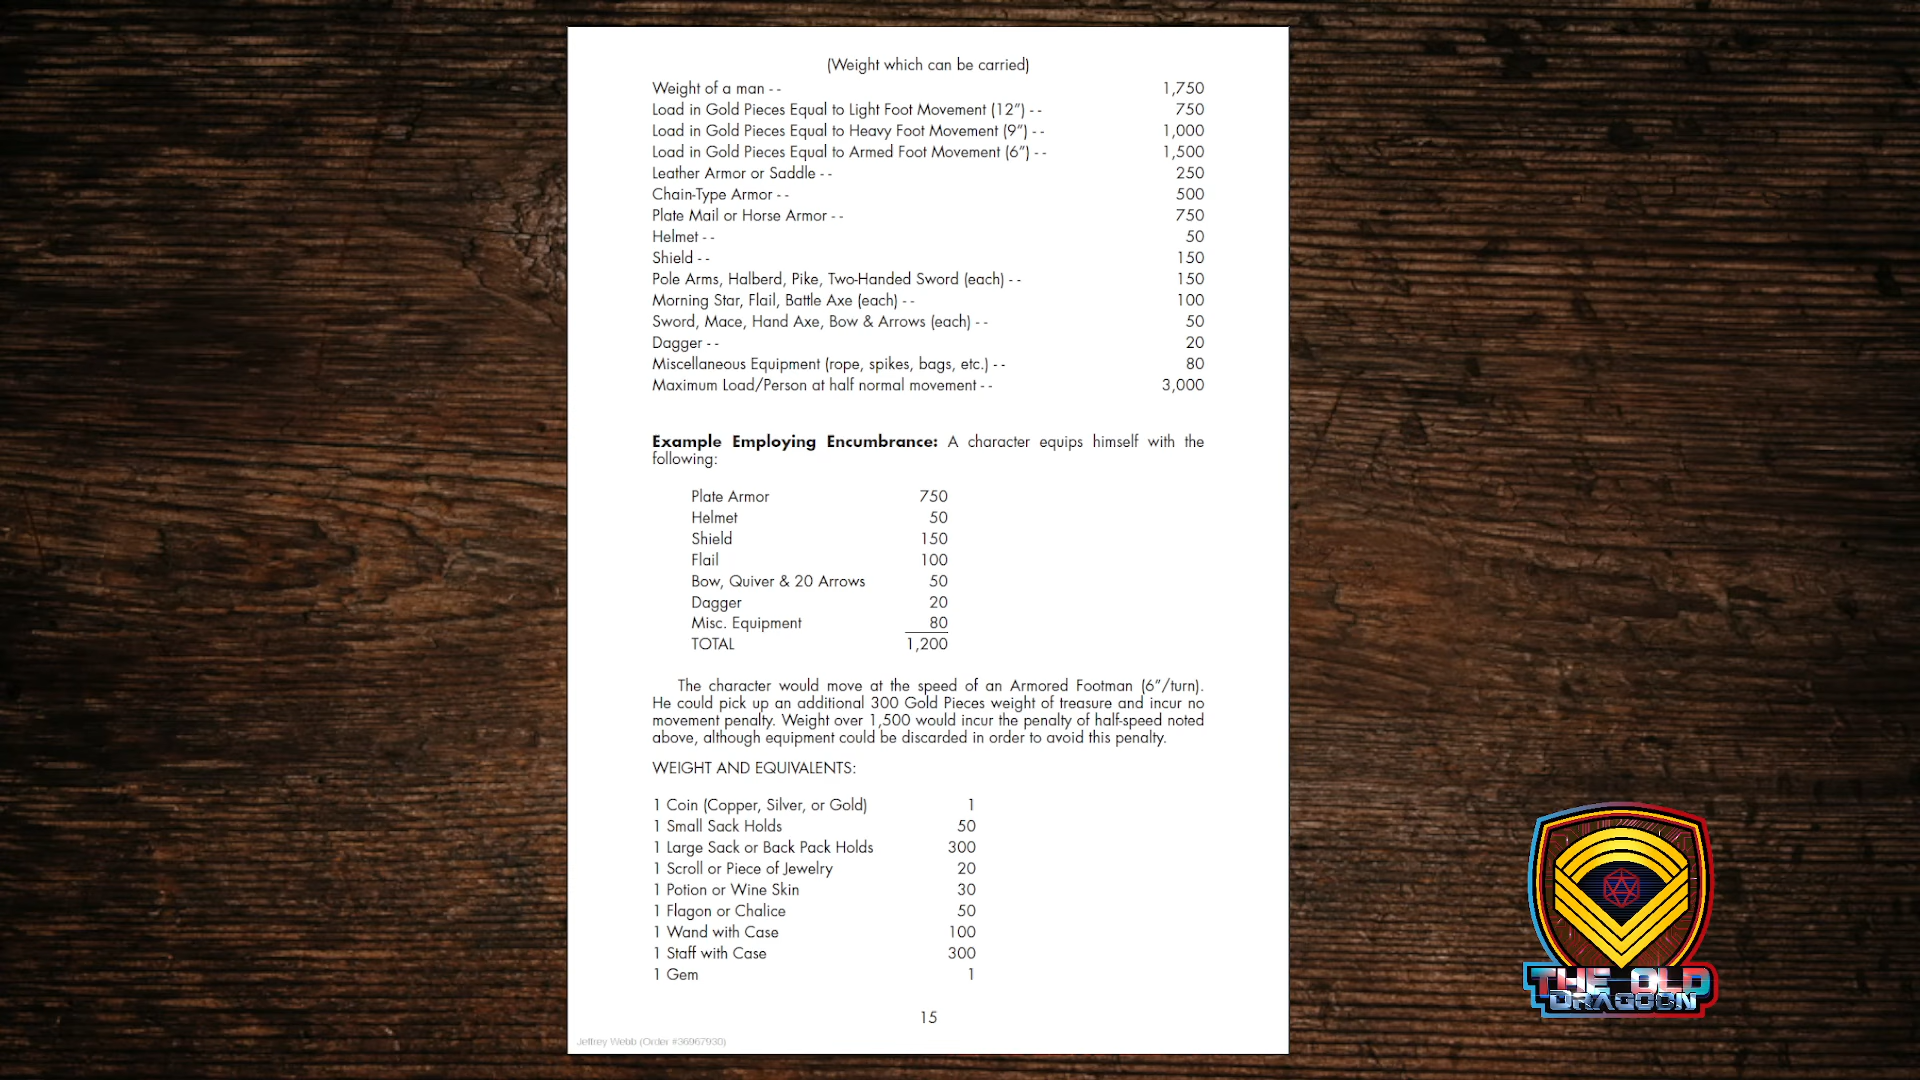 (Weight which can be carried)
Weight of a man - - 1,750
Load in Gold Pieces Equal to Light Foot Movement (12”) - - 750
Load in Gold Pieces Equal to Heavy Foot Movement (9”) - - 1,000
Load in Gold Pieces Equal to Armed Foot Movement (6”) - - 1,500
Leather Armor or Saddle - - 250
Chain-Type Armor - - 500
Plate Mail or Horse Armor - - 750
Helmet - - 50
Shield - - 150
Pole Arms, Halberd, Pike, Two-Handed Sword (each) - - 150
Morning Star, Flail, Battle Axe (each) - - 100
Sword, Mace, Hand Axe, Bow & Arrows (each) - - 50
Dagger - - 20
Miscellaneous Equipment (rope, spikes, bags, etc.) - - 80
Maximum Load/Person at half normal movement - - 3,000
Example Employing Encumbrance: A character equips himself with the
following:
Plate Armor 750
Helmet 50
Shield 150
Flail 100
Bow, Quiver & 20 Arrows 50
Dagger 20
Misc. Equipment 80
TOTAL 1,200
The character would move at the speed of an Armored Footman (6”/turn).
He could pick up an additional 300 Gold Pieces weight of treasure and incur no
movement penalty. Weight over 1,500 would incur the penalty of half-speed noted
above, although equipment could be discarded in order to avoid this penalty.
WEIGHT AND EQUIVALENTS:
1 Coin (Copper, Silver, or Gold) 1
1 Small Sack Holds 50
1 Large Sack or Back Pack Holds 300
1 Scroll or Piece of Jewelry 20
1 Potion or Wine Skin 30
1 Flagon or Chalice 50
1 Wand with Case 100
1 Staff with Case 300
1 Gem 1
15
Jeffrey Webb (Order #36967930)
THE OLD
DRAGOON